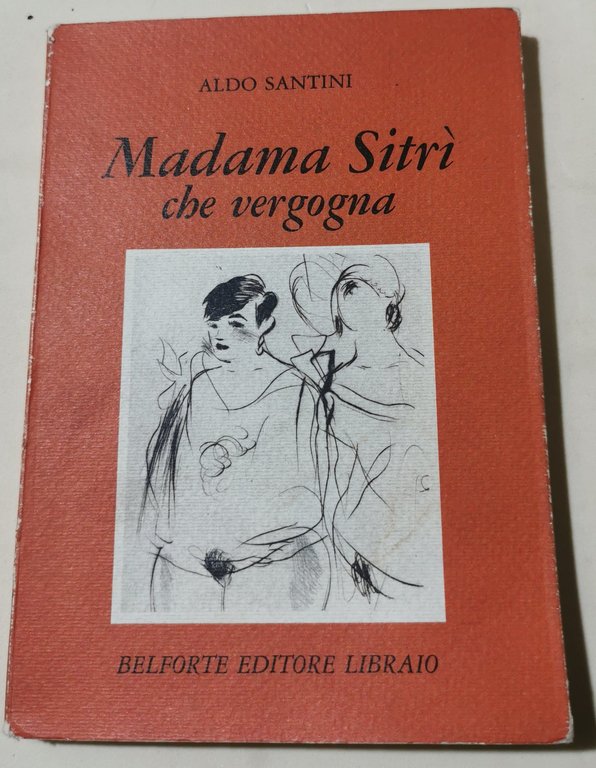 ALDO SANTINI
Madama Sitrì
che vergogna
BELFORTE EDITORE LIBRAIO